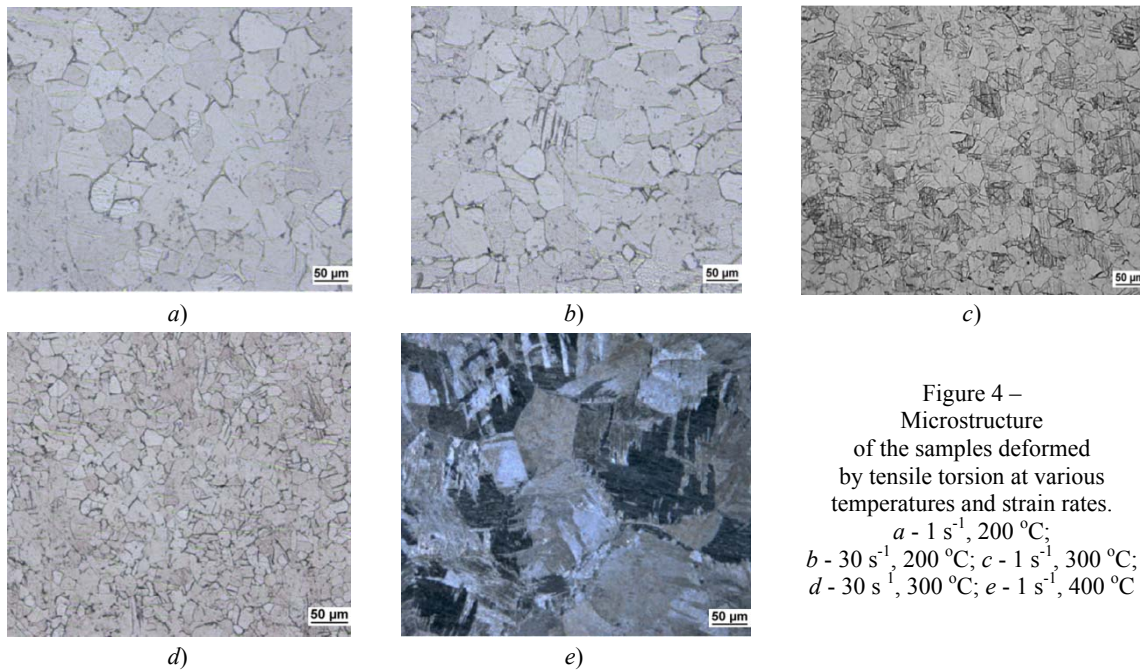 50 µm
50 µm
50 µm
a)
b)
c)
50 µm
50 µm
d)
e)
Figure 4 –
Microstructure
of the samples deformed
by tensile torsion at various
temperatures and strain rates.
a - 1 s-1, 200 °C;
b - 30 s-1, 200 °C; c - 1 s-1, 300 °C;
d - 30 s 1, 300 °C; e - 1 s-1, 400 °C